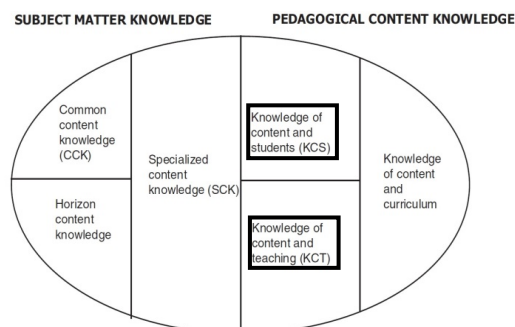 SUBJECT MATTER KNOWLEDGE
PEDAGOGICAL CONTENT KNOWLEDGE
Common
content
knowledge
(CCK)
Horizon
content
knowledge
Specialized
content
knowledge (SCK)
Knowledge of
content and
students (KCS)
Knowledge of
content and
teaching (KCT)
Knowledge
of content
and
curriculum